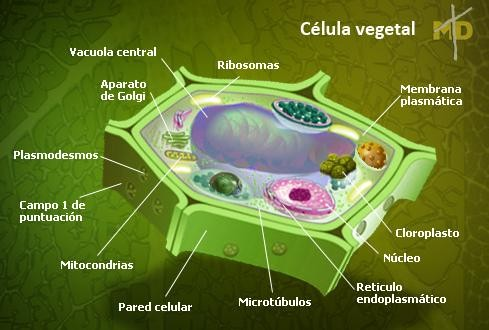 Célula vegetal
MD
Vacuola central
Ribosomas
Aparato
de Golgi
Membrana
plasmática
Plasmodesmos
Campo 1 de
puntuación
Cloroplasto
Núcleo
Mitocondrias
Reticulo
endoplasmático
Microtúbulos
Pared celular